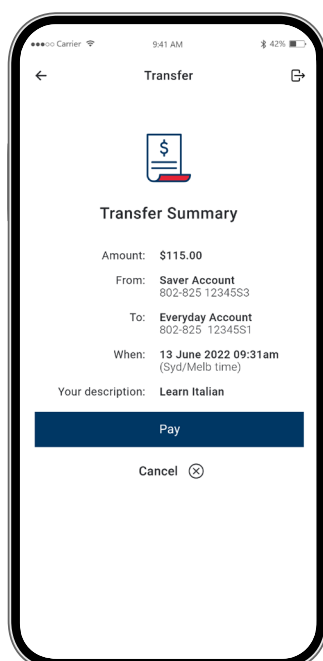 Carrier 9:41 AM 42%
Transfer
$
Transfer Summary
Amount: $115.00
From: Saver Account
802-825 12345S3
To: Everyday Account
802-825 12345S1
When: 13 June 2022 09:31am
(Syd/Melb time)
Your description: Learn Italian
Pay
Cancel